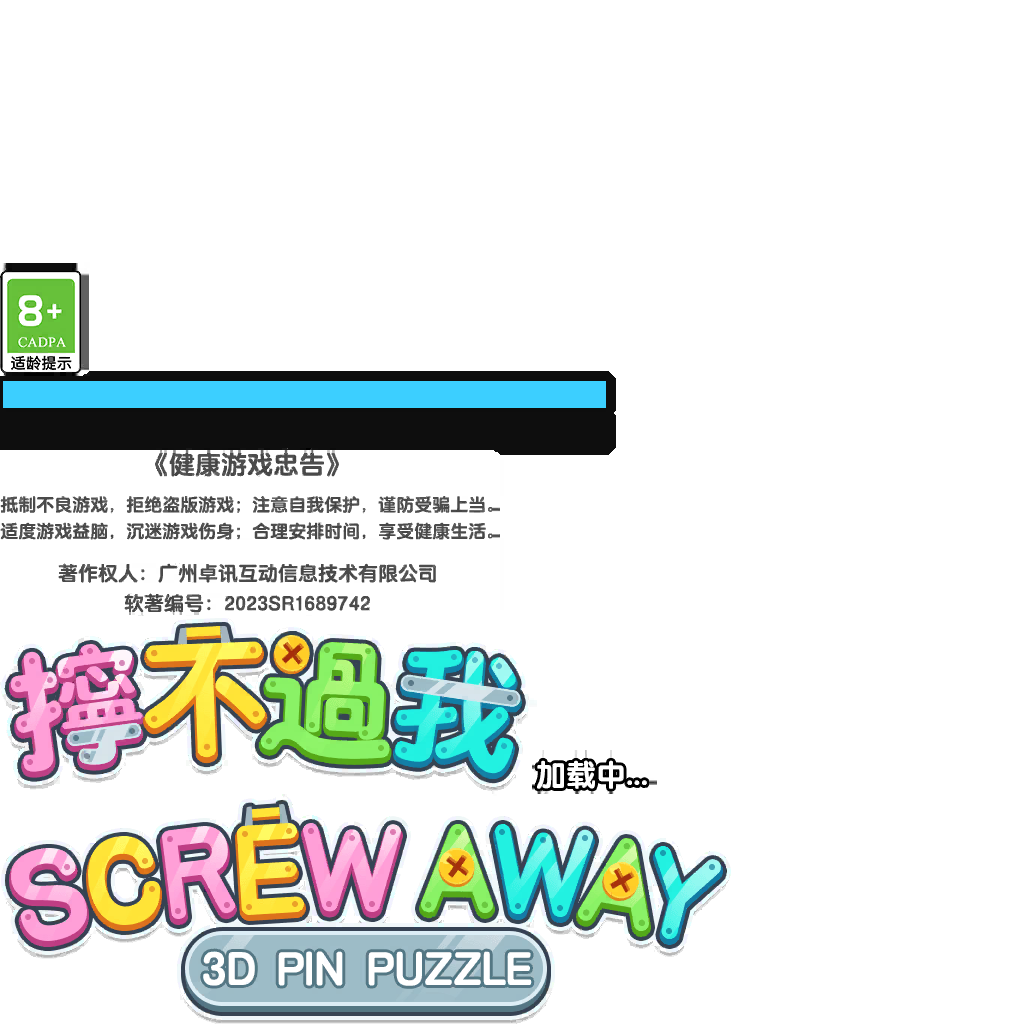 8+
CADPA
适龄提示
《健康游戏忠告》
抵制不良游戏，拒绝盗版游戏；注意自我保护，谨防受骗上当。
适度游戏益脑，沉迷游戏伤身；合理安排时间，享受健康生活。
著作权人：广州卓讯互动信息技术有限公司
软著编号：2023SR1689742
擰不過我
加载中...
SCREW AWAY
3D PIN PUZZLE